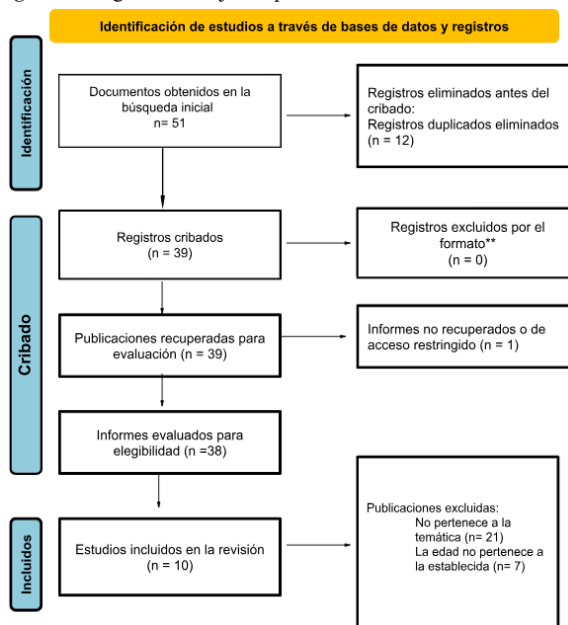 Identificación de estudios a través de bases de datos y registros
Identificación
Documentos obtenidos en la
búsqueda inicial
n= 51
Registros eliminados antes del
cribado:
Registros duplicados eliminados
(n = 12)
Cribado
Registros cribados
(n = 39)
Registros excluidos por el
formato**
(n = 0)
Publicaciones recuperadas para
evaluación (n = 39)
Informes no recuperados o de
acceso restringido (n = 1)
Informes evaluados para
elegibilidad (n =38)
Incluidos
Estudios incluidos en la revisión
(n = 10)
Publicaciones excluidas:
No pertenece a la
temática (n= 21)
La edad no pertenece a
la establecida (n= 7)